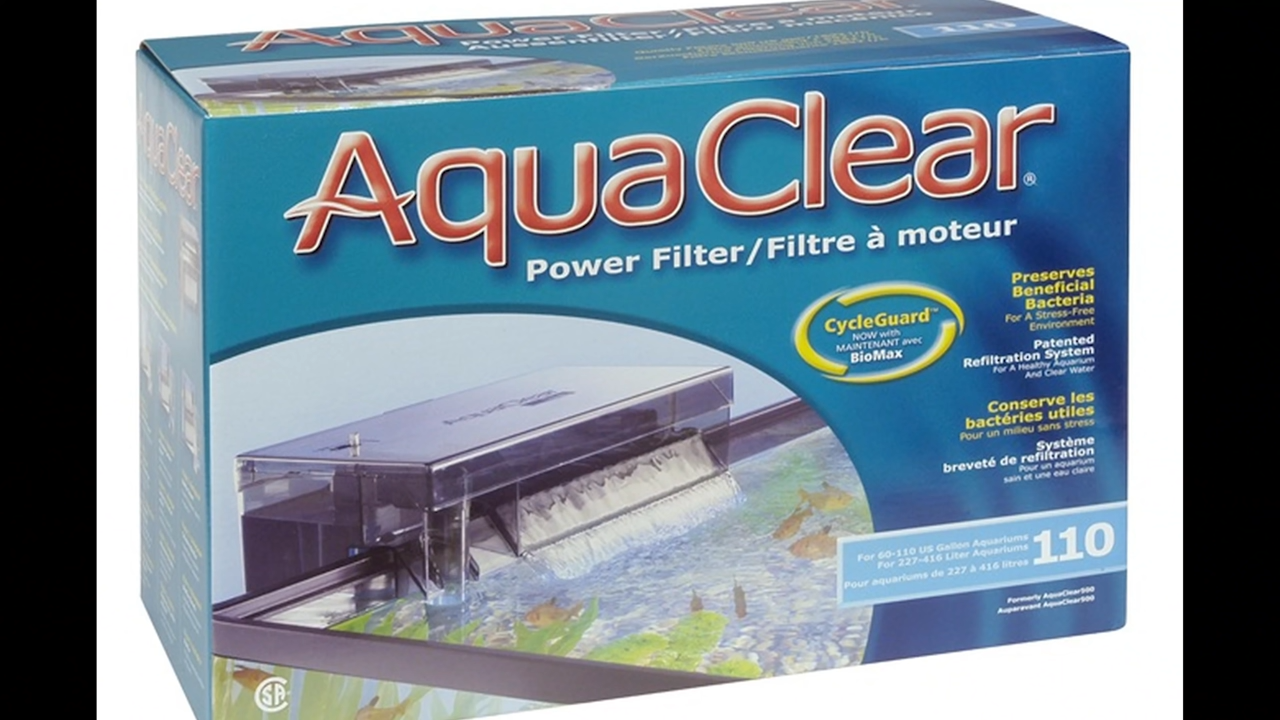 AquaClear
110
AquaClear®
Power Filter/Filtre à moteur
CycleGuard™
NOW with
MAINTENANT avec
BioMax
Preserves
Beneficial
Bacteria
For A Stress-Free
Environment
Patented
Refiltration System
For A Healthy Aquarium
And Clear Water
Conserve les
bactéries utiles
Pour un milieu sans stress
Système
breveté de refiltration
Pour un aquarium
sain et une eau claire
For 60-110 US Gallon Aquariums
For 227-416 Liter Aquariums
Pour aquariums de 227 à 416 litres
110
Formerly AquaClear500
Auparavant AquaClear500
AquaClear
AquaClear